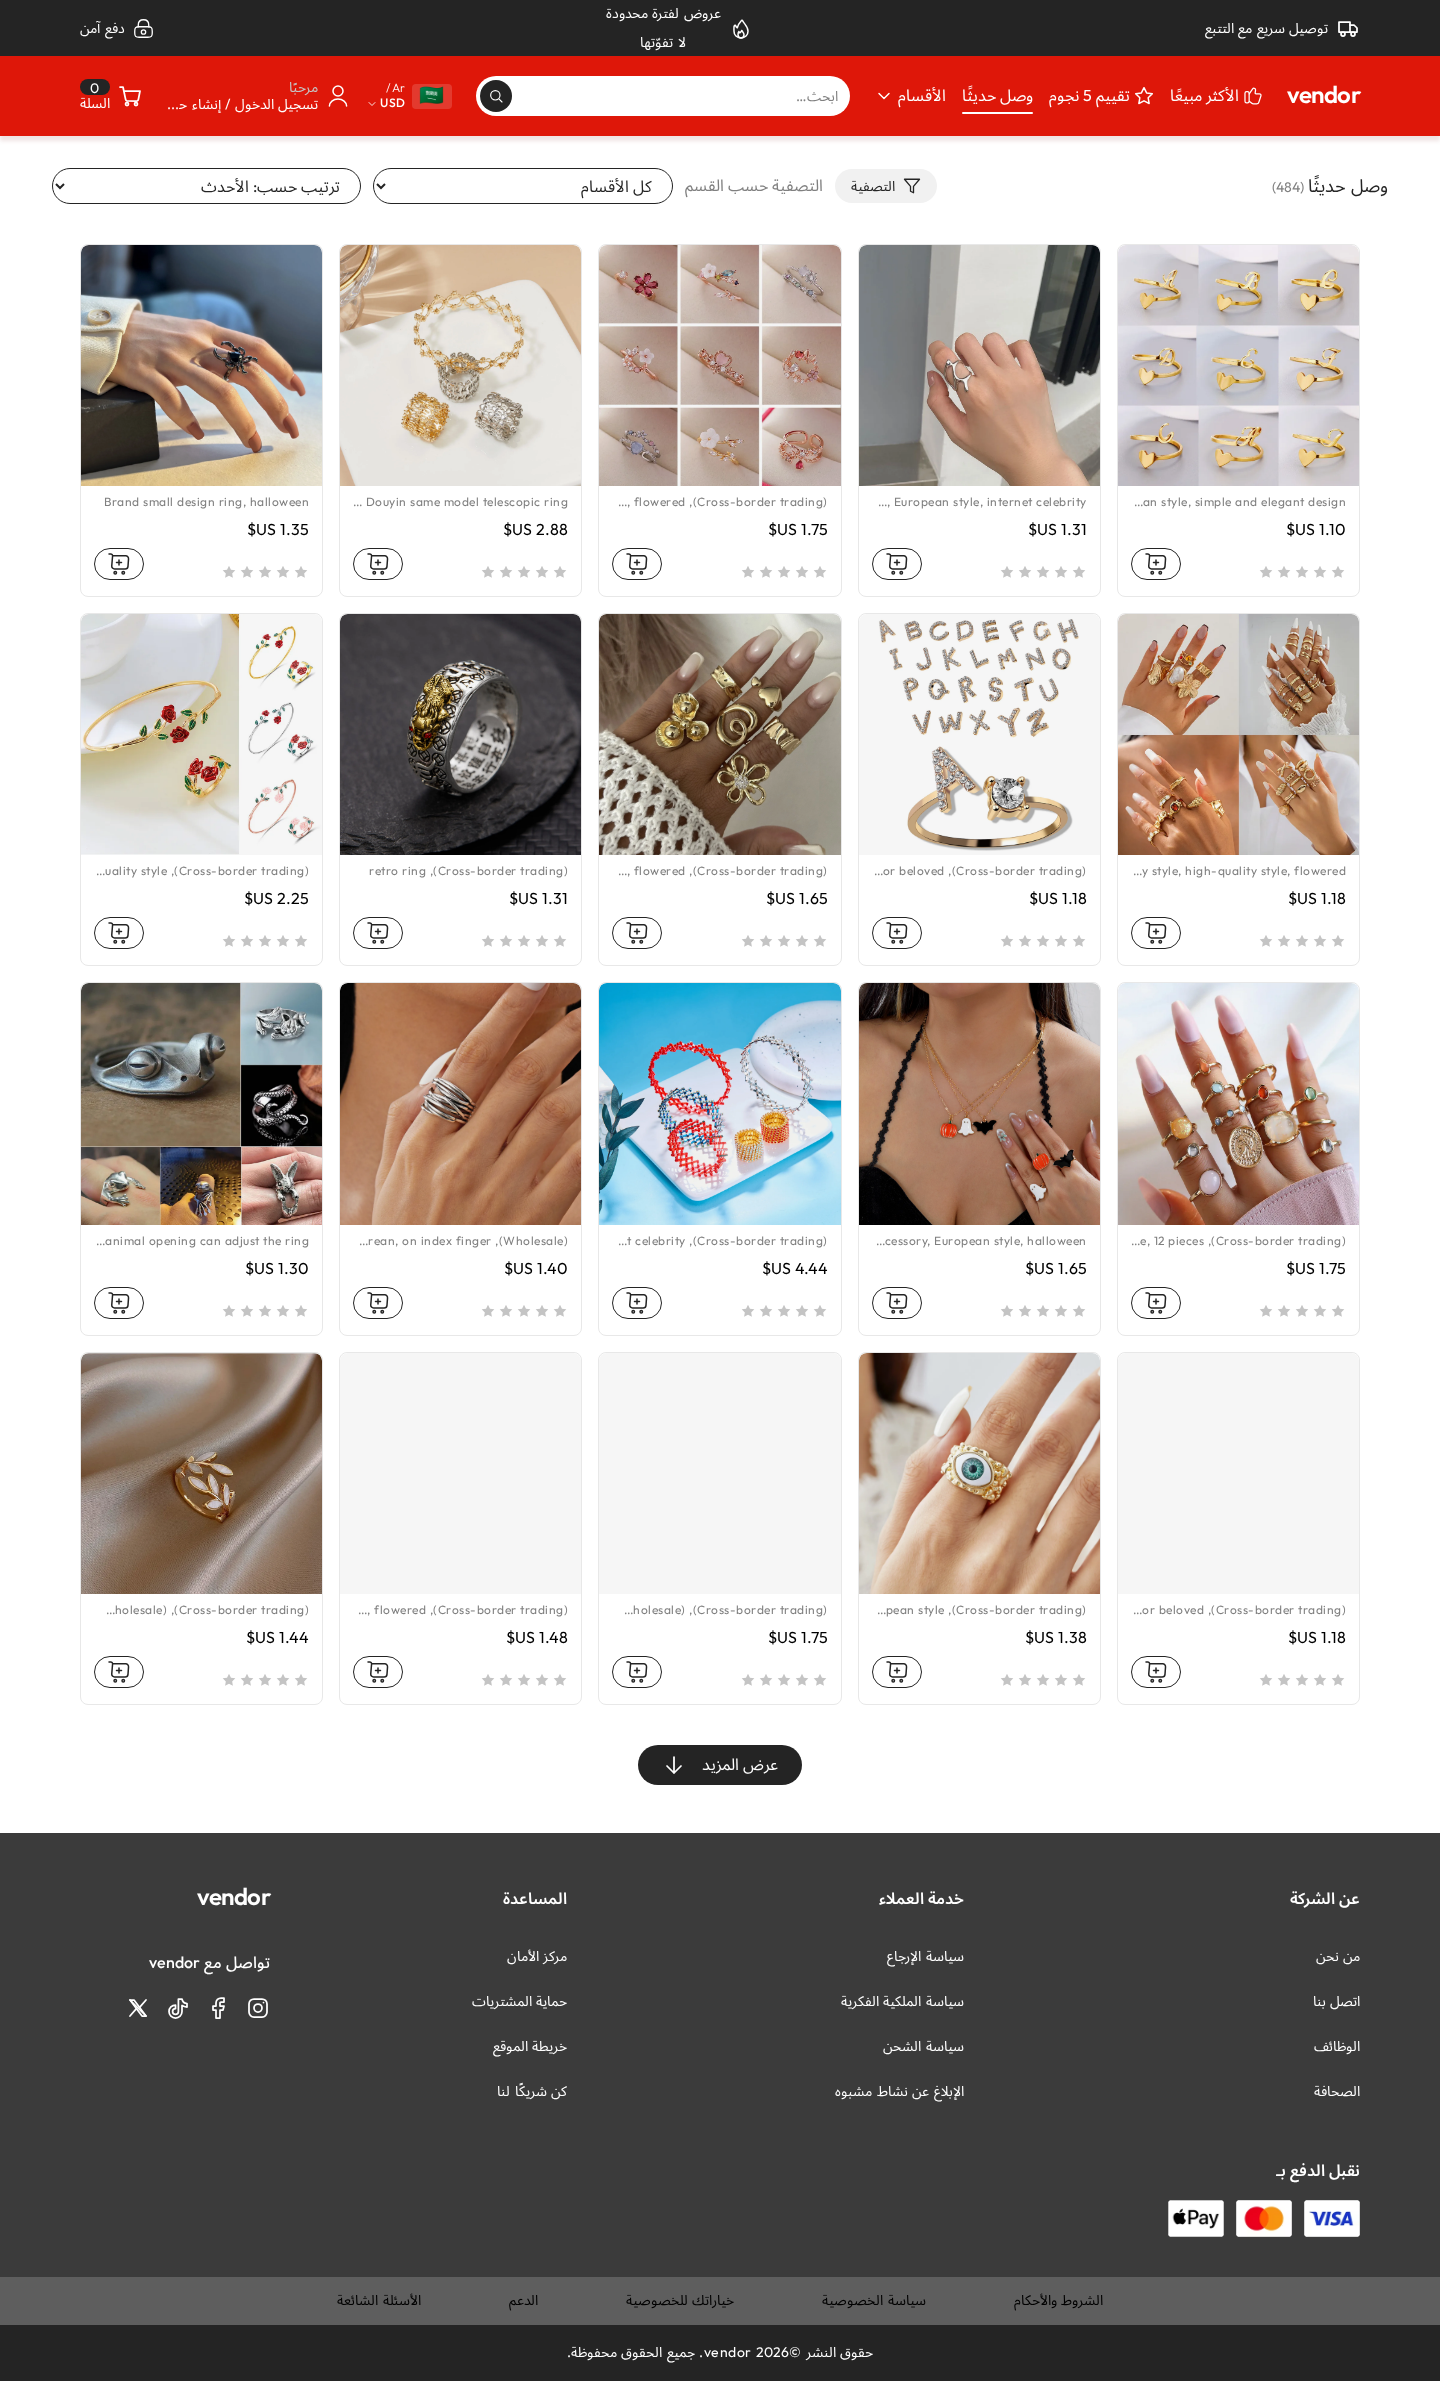 توصيل سريع مع التتبع
عروض لفترة محدودة
لا تفوّتها
دفع آمن
vendor
الأكثر مبيعًا
تقييم 5 نجوم
وصل حديثًا
الأقسام
ابحث...
Ar /
USD
مرحبًا
تسجيل الدخول / إنشاء حـ...
0
السلة
وصل حديثًا (484)
التصفية
التصفية حسب القسم
كل الأقسام
ترتيب حسب: الأحدث
...an style, simple and elegant design
..., European style, internet celebrity
..., flowered ,(Cross-border trading)
... Douyin same model telescopic ring
Brand small design ring, halloween
$US 1.10
$US 1.31
$US 1.75
$US 2.88
$US 1.35
...y style, high-quality style, flowered
...or beloved ,(Cross-border trading)
..., flowered ,(Cross-border trading)
retro ring ,(Cross-border trading)
...uality style ,(Cross-border trading)
$US 1.18
$US 1.18
$US 1.65
$US 1.31
$US 2.25
A B C D E F G H
I J K L M N O
P Q R S T U
V W X Y Z
A
...e, 12 pieces ,(Cross-border trading)
...cessory, European style, halloween
...t celebrity ,(Cross-border trading)
...rean, on index finger ,(Wholesale)
...animal opening can adjust the ring
$US 1.75
$US 1.65
$US 4.44
$US 1.40
$US 1.30
...or beloved ,(Cross-border trading)
...pean style ,(Cross-border trading)
...holesale) ,(Cross-border trading)
..., flowered ,(Cross-border trading)
...holesale) ,(Cross-border trading)
$US 1.18
$US 1.38
$US 1.75
$US 1.48
$US 1.44
عرض المزيد
عن الشركة
من نحن
اتصل بنا
الوظائف
الصحافة
خدمة العملاء
سياسة الإرجاع
سياسة الملكية الفكرية
سياسة الشحن
الإبلاغ عن نشاط مشبوه
المساعدة
مركز الأمان
حماية المشتريات
خريطة الموقع
كن شريكًا لنا
vendor
تواصل مع vendor
نقبل الدفع بـ
VISA
Pay
الشروط والأحكام
سياسة الخصوصية
خياراتك للخصوصية
الدعم
الأسئلة الشائعة
حقوق النشر ©2026 vendor. جميع الحقوق محفوظة.